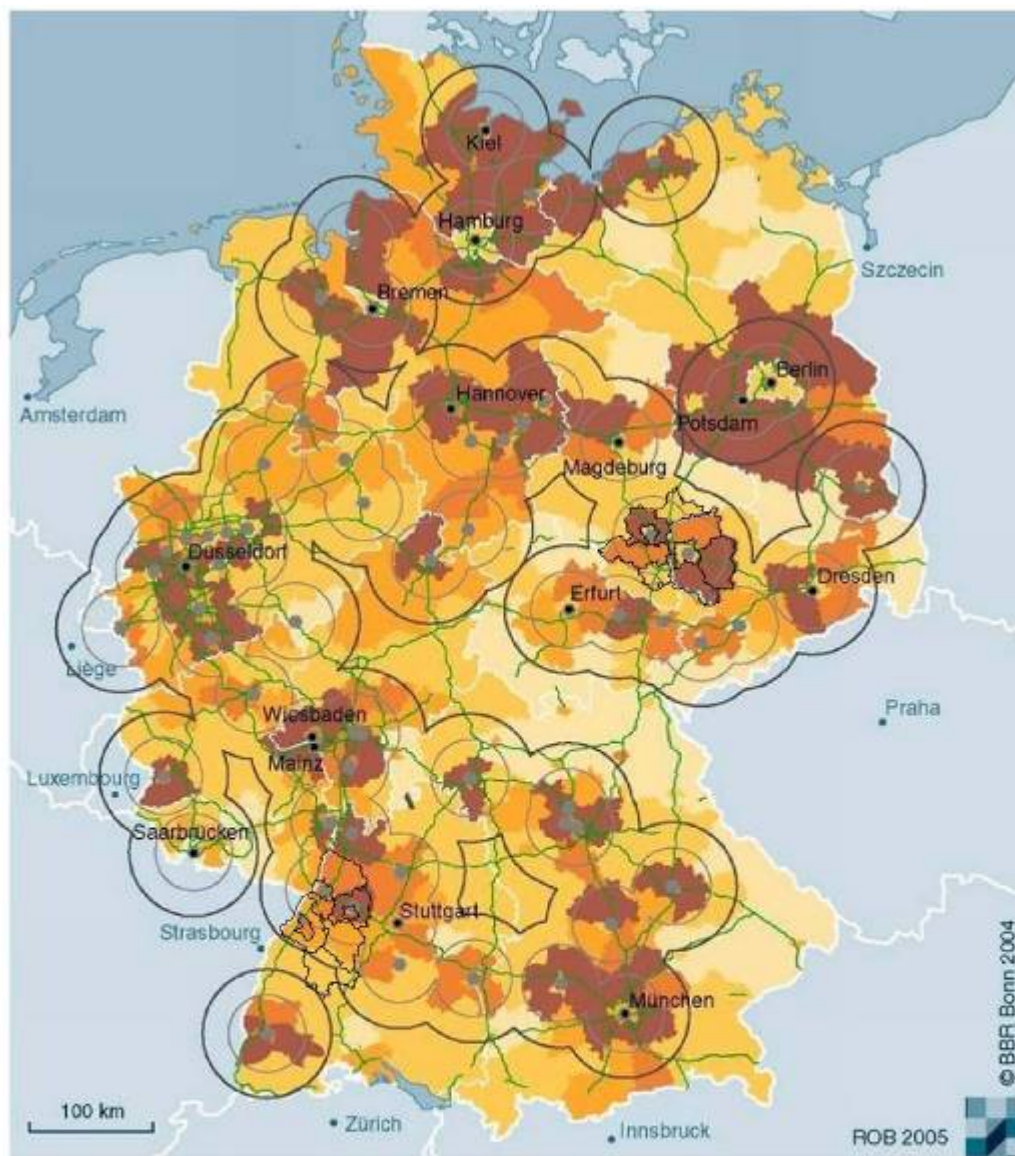 Kiel
Hamburg
Szczecin
Bremen
Berlin
Amsterdam
Hannover
Potsdam
Magdeburg
Düsseldorf
Dresden
Erfurt
Liège
Wiesbaden
Praha
Mainz
Luxembourg
Saarbrücken
Stuttgart
Strasbourg
München
© BBR Bonn 2004
100 km
Zürich
Innsbruck
ROB 2005